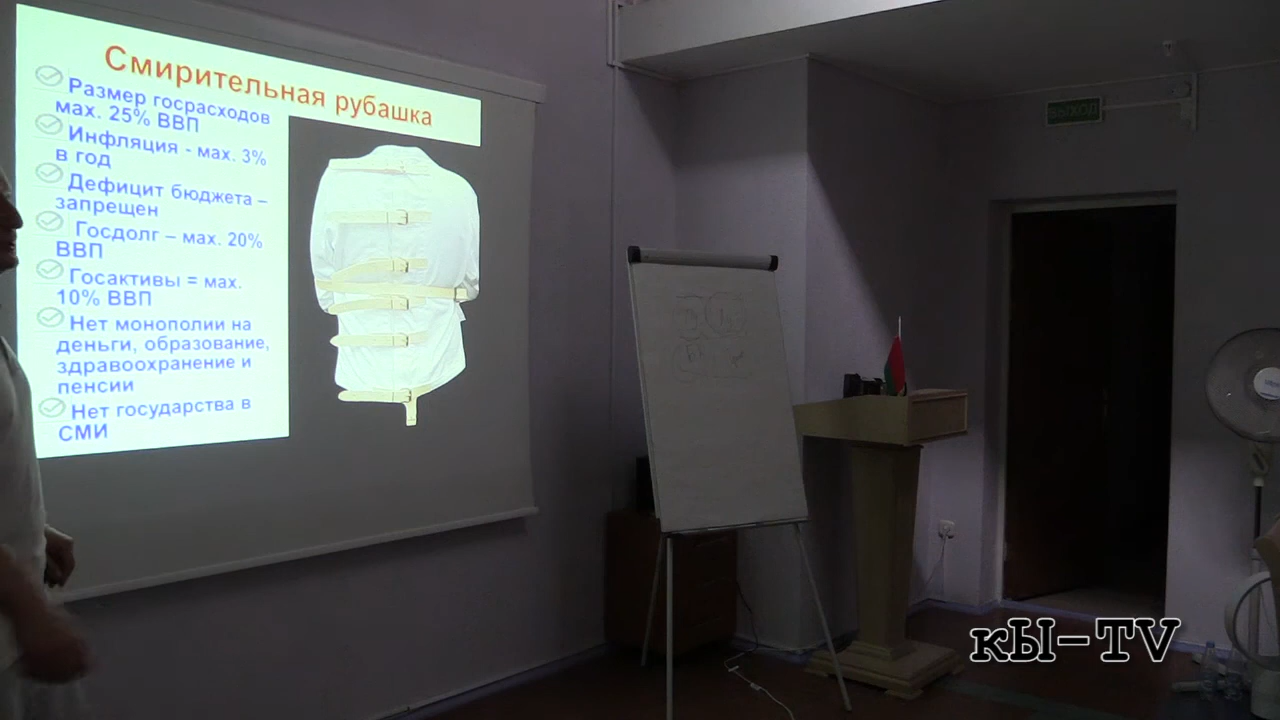 Смирительная рубашка
Размер госрасходов
мах. 25% ВВП
Инфляция - мах. 3%
в год
Дефицит бюджета –
запрещен
Госдолг – мах. 20%
ВВП
Госактивы = мах.
10% ВВП
Нет монополии на
деньги, образование,
здравоохранение и
пенсии
Нет государства в
СМИ
ВЫХОД
кЫ-TV